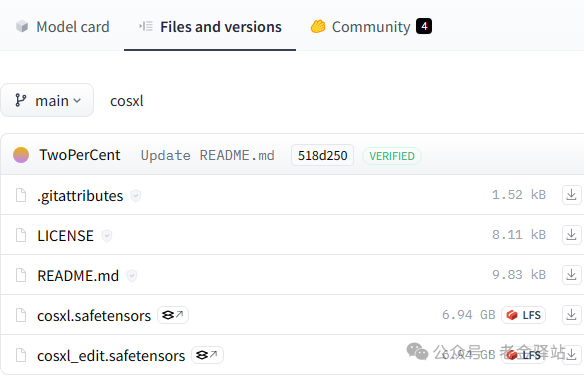 Model card Files and versions Community 4
main cosxl
TwoPerCent Update README.md 518d250 VERIFIED
.gitattributes 1.52 kB
LICENSE 8.11 kB
README.md 9.83 kB
cosxl.safetensors 6.94 GB LFS
cosxl_edit.safetensors 6.94 GB LFS
公众号 老金驿站